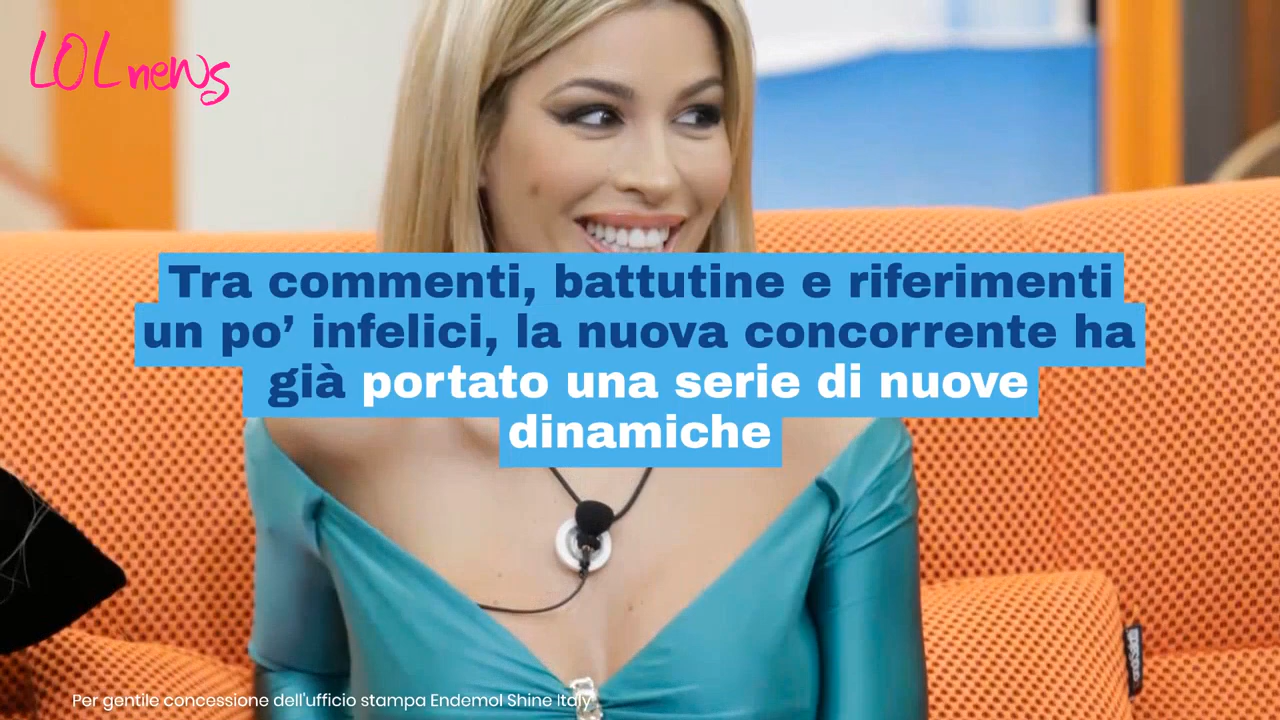 LOL news
Tra commenti, battutine e riferimenti
un po’ infelici, la nuova concorrente ha
già portato una serie di nuove
dinamiche
Per gentile concessione dell'ufficio stampa Endemol Shine Italy